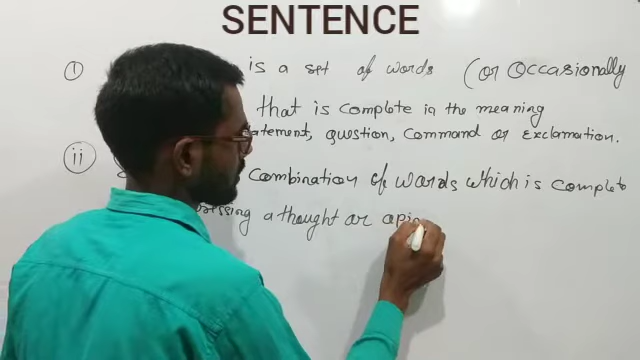 SENTENCE
① is a set of words (or Occasionally
that is complete in the meaning
atement, question, Command or Exclamation.
ⅱ combination of words which is complete
essing a thought or opi